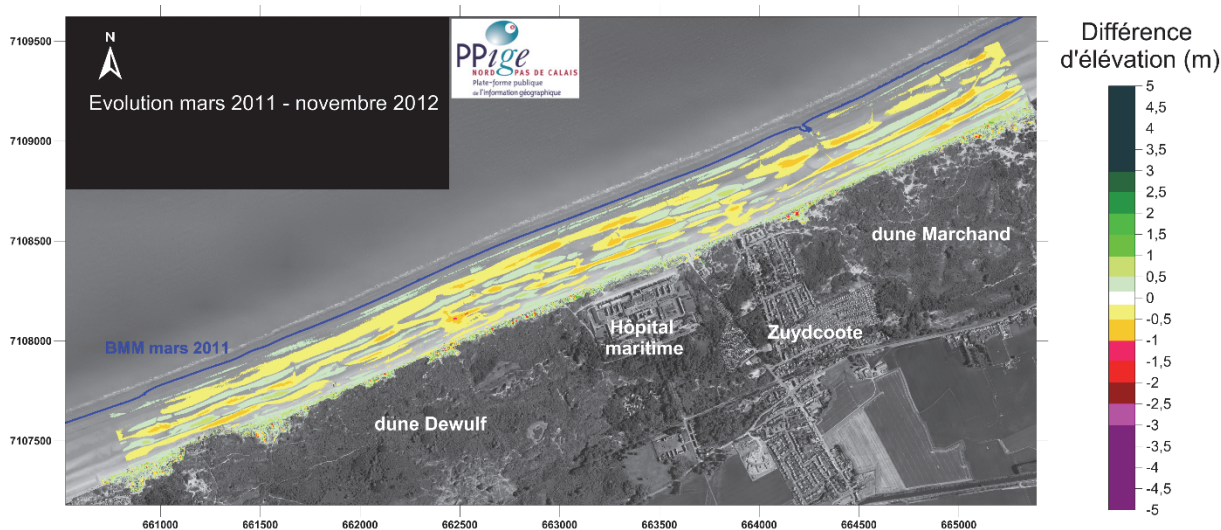 N
Evolution mars 2011 - novembre 2012
PPige
NORD PAS DE CALAIS
Plate-forme publique
de l'information géographique
Différence
d'élévation (m)
5
4,5
4
3,5
3
2,5
2
1,5
1
0,5
0
-0,5
-1
-1,5
-2
-2,5
-3
-3,5
-4
-4,5
-5
7109500
7109000
7108500
7108000
7107500
dune Marchand
Hôpital
maritime
Zuydcoote
BMM mars 2011
dune Dewulf
661000
661500
662000
662500
663000
663500
664000
664500
665000